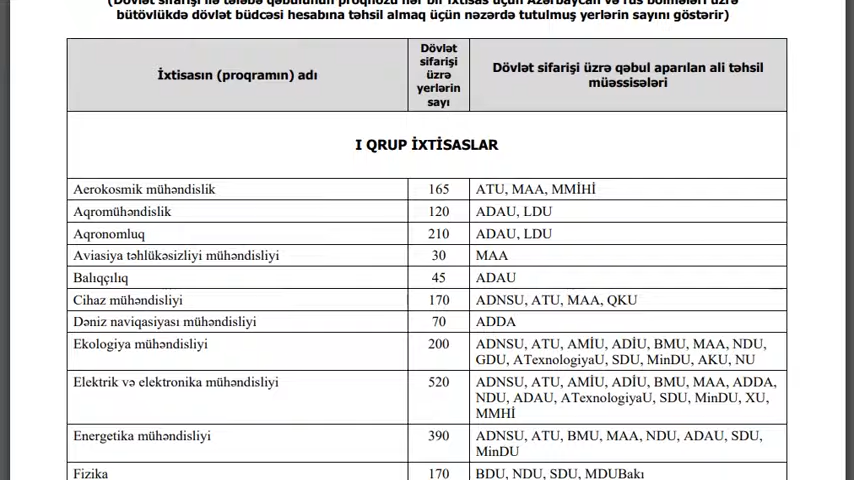 (Dövlət sifarişi ilə tələbə qəbulunun proqnozu hər bir ixtisas üçün Azərbaycan və rus bölmələri üzrə
bütövlükdə dövlət büdcəsi hesabına təhsil almaq üçün nəzərdə tutulmuş yerlərin sayını göstərir)
İxtisasın (proqramın) adı
Dövlət
sifarişi
üzrə
yerlərin
sayı
Dövlət sifarişi üzrə qəbul aparılan ali təhsil
müəssisələri
I QRUP İXTİSASLAR
Aerokosmik mühəndislik 165 ATU, MAA, MMİHİ
Aqromühəndislik 120 ADAU, LDU
Aqronomluq 210 ADAU, LDU
Aviasiya təhlükəsizliyi mühəndisliyi 30 MAA
Balıqçılıq 45 ADAU
Cihaz mühəndisliyi 170 ADNSU, ATU, MAA, QKU
Dəniz naviqasiyası mühəndisliyi 70 ADDA
Ekologiya mühəndisliyi 200 ADNSU, ATU, AMİU, ADİU, BMU, MAA, NDU,
GDU, ATexnologiyaU, SDU, MinDU, AKU, NU
Elektrik və elektronika mühəndisliyi 520 ADNSU, ATU, AMİU, ADİU, BMU, MAA, ADDA,
NDU, ADAU, ATexnologiyaU, SDU, MinDU, XU,
MMHİ
Energetika mühəndisliyi 390 ADNSU, ATU, BMU, MAA, NDU, ADAU, SDU,
MinDU
Fizika 170 BDU, NDU, SDU, MDUBakı